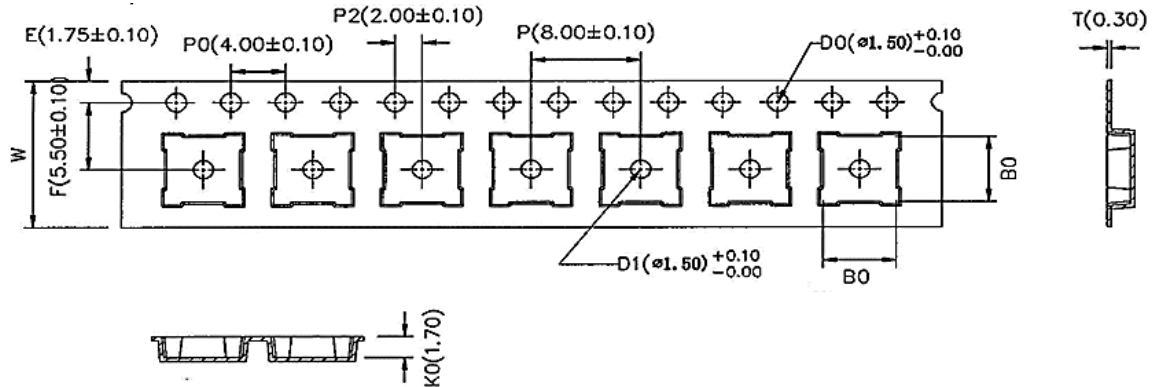 P2(2.00±0.10)
T(0.30)
E(1.75±0.10)
P0(4.00±0.10)
P(8.00±0.10)
D0(ø1.50)+0.10
-0.00
W
F(5.50±0.10)
B0
D1(ø1.50)+0.10
-0.00
B0
K0(1.70)